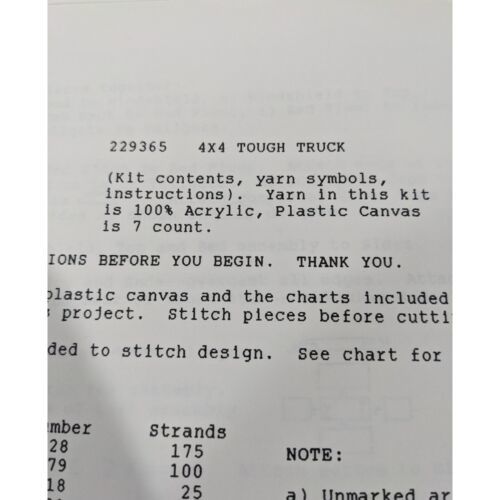 229365 4X4 TOUGH TRUCK
(Kit contents, yarn symbols,
instructions). Yarn in this kit
is 100% Acrylic, Plastic Canvas
is 7 count.
IONS BEFORE YOU BEGIN. THANK YOU.
plastic canvas and the charts included
project. Stitch pieces before cutti
ded to stitch design. See chart for
mber Strands
28 175
79 100
18 25
NOTE:
a) Unmarked ar